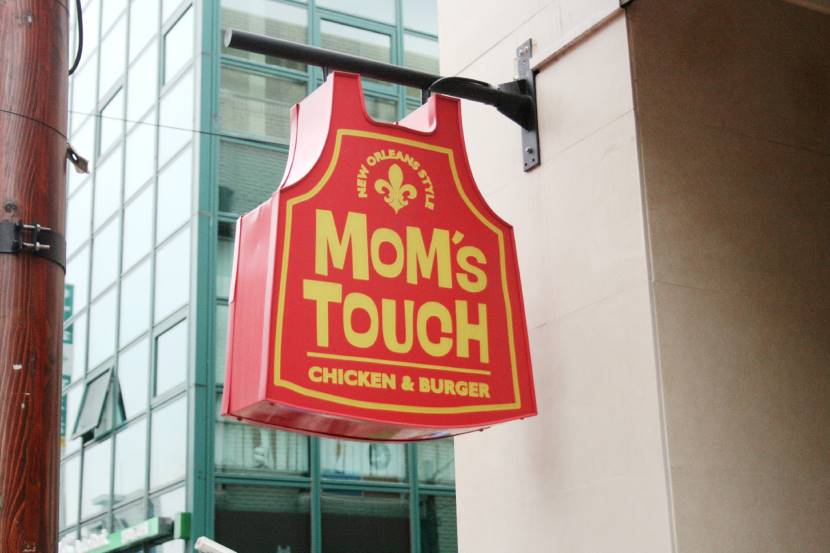 NEW ORLEANS STYLE
MOM'S
TOUCH
CHICKEN & BURGER